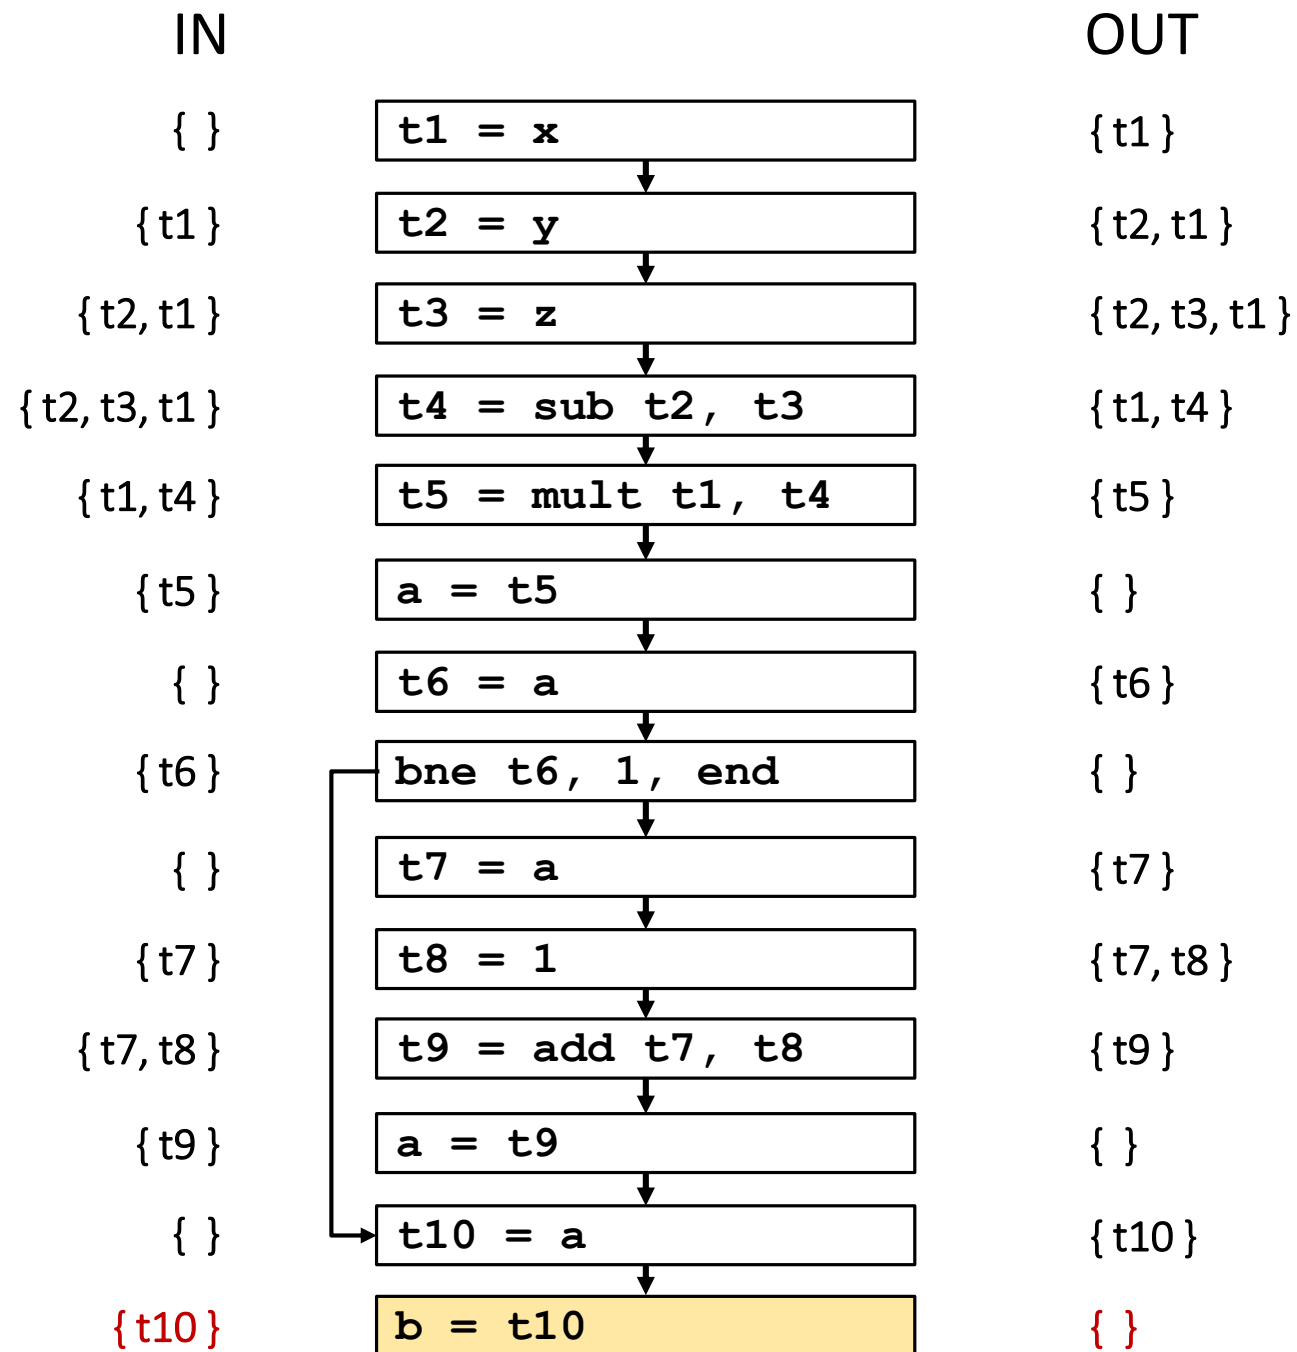 IN OUT
{ } t1 = x { t1 }
{ t1 } t2 = y { t2, t1 }
{ t2, t1 } t3 = z { t2, t3, t1 }
{ t2, t3, t1 } t4 = sub t2, t3 { t1, t4 }
{ t1, t4 } t5 = mult t1, t4 { t5 }
{ t5 } a = t5 { }
{ } t6 = a { t6 }
{ t6 } bne t6, 1, end { }
{ } t7 = a { t7 }
{ t7 } t8 = 1 { t7, t8 }
{ t7, t8 } t9 = add t7, t8 { t9 }
{ t9 } a = t9 { }
{ } t10 = a { t10 }
{ t10 } b = t10 { }